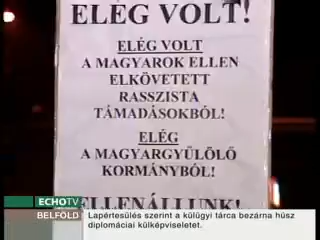 ELÉG VOLT!
ELÉG VOLT
A MAGYAROK ELLEN
ELKÖVETETT
RASSZISTA
TÁMADÁSOKBÓL!
ELÉG
A MAGYARGYŰLÖLŐ
KORMÁNYBÓL!
ELLENÁLLUNK!
ECHOTV
BELFÖLD
Lapértesülés szerint a külügyi tárca bezárna húsz
diplomáciai külképviseletet.